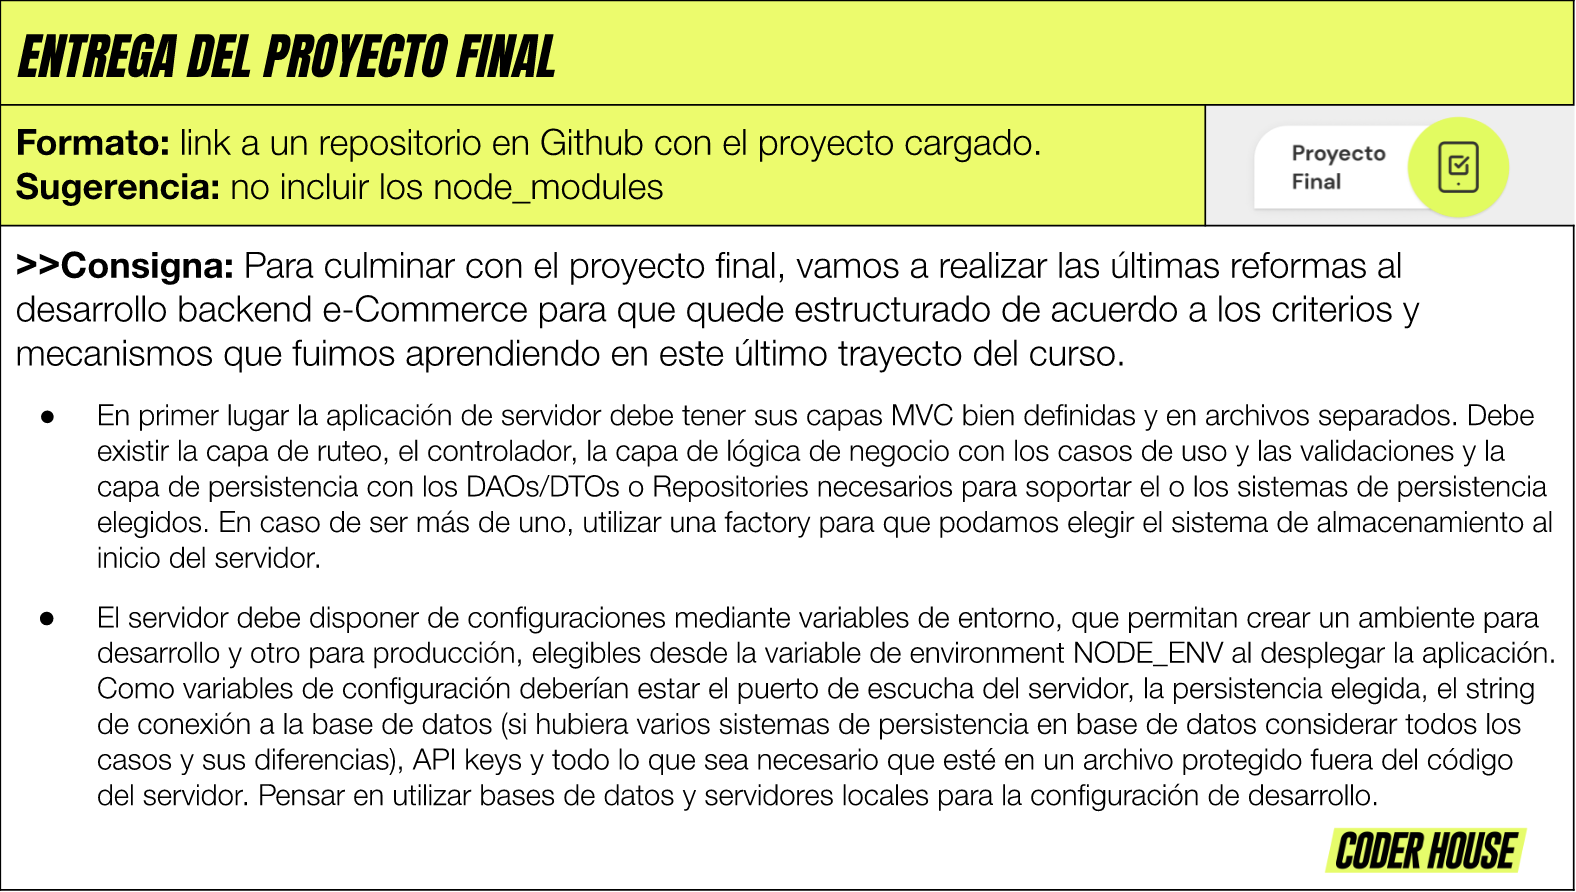 ENTREGA DEL PROYECTO FINAL
Formato: link a un repositorio en Github con el proyecto cargado.
Sugerencia: no incluir los node_modules
Proyecto
Final
>>Consigna: Para culminar con el proyecto final, vamos a realizar las últimas reformas al
desarrollo backend e-Commerce para que quede estructurado de acuerdo a los criterios y
mecanismos que fuimos aprendiendo en este último trayecto del curso.
● En primer lugar la aplicación de servidor debe tener sus capas MVC bien definidas y en archivos separados. Debe
existir la capa de ruteo, el controlador, la capa de lógica de negocio con los casos de uso y las validaciones y la
capa de persistencia con los DAOs/DTOs o Repositories necesarios para soportar el o los sistemas de persistencia
elegidos. En caso de ser más de uno, utilizar una factory para que podamos elegir el sistema de almacenamiento al
inicio del servidor.
● El servidor debe disponer de configuraciones mediante variables de entorno, que permitan crear un ambiente para
desarrollo y otro para producción, elegibles desde la variable de environment NODE_ENV al desplegar la aplicación.
Como variables de configuración deberían estar el puerto de escucha del servidor, la persistencia elegida, el string
de conexión a la base de datos (si hubiera varios sistemas de persistencia en base de datos considerar todos los
casos y sus diferencias), API keys y todo lo que sea necesario que esté en un archivo protegido fuera del código
del servidor. Pensar en utilizar bases de datos y servidores locales para la configuración de desarrollo.
CODER HOUSE